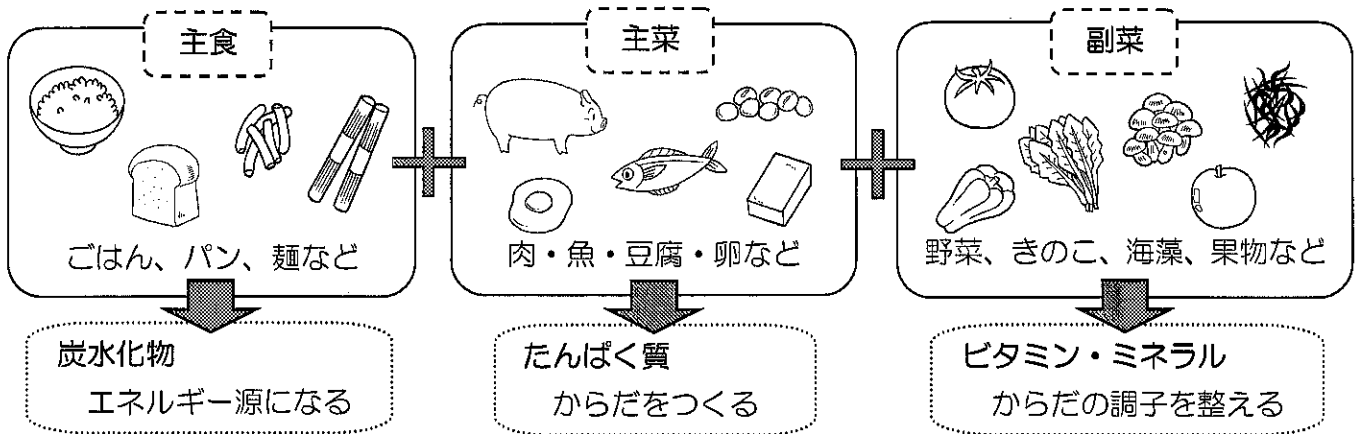 主食
ごはん、パン、麺など
炭水化物
エネルギー源になる
主菜
肉・魚・豆腐・卵など
たんぱく質
からだをつくる
副菜
野菜、きのこ、海藻、果物など
ビタミン・ミネラル
からだの調子を整える